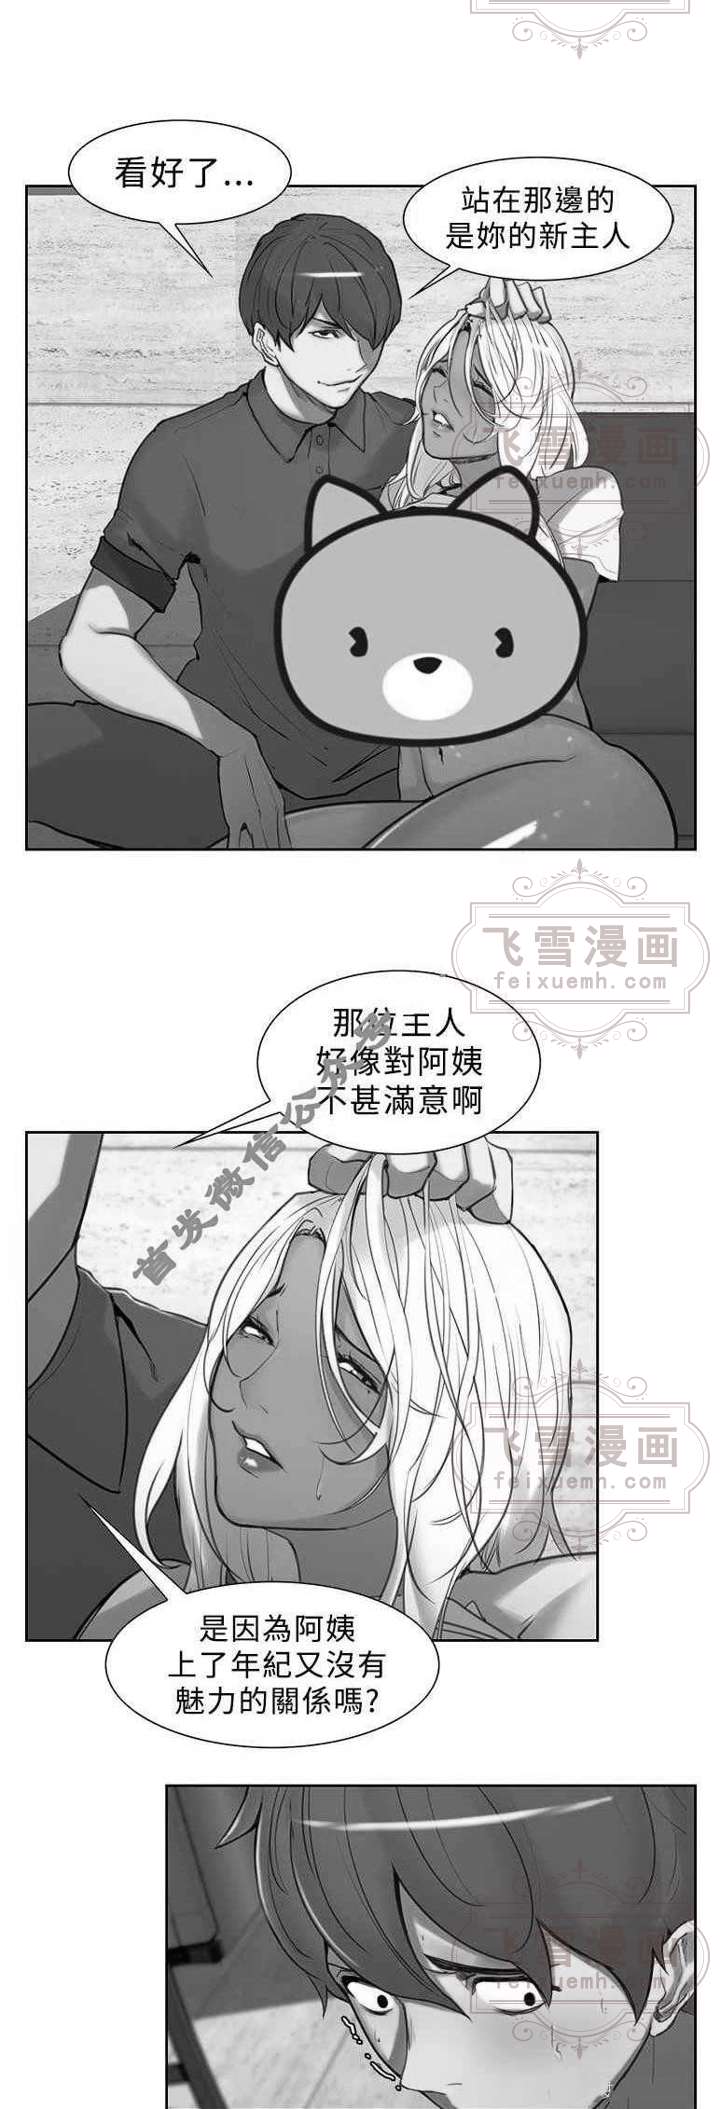 看好了...
站在那邊的
是妳的新主人
飞雪漫画
feixuemh.com
飞雪漫画
feixuemh.com
那位主人
好像對阿姨
不甚滿意啊
首发微信公众号
飞雪漫画
feixuemh.com
是因為阿姨
上了年紀又沒有
魅力的關係嗎?
飞雪漫画
feixuemh.com